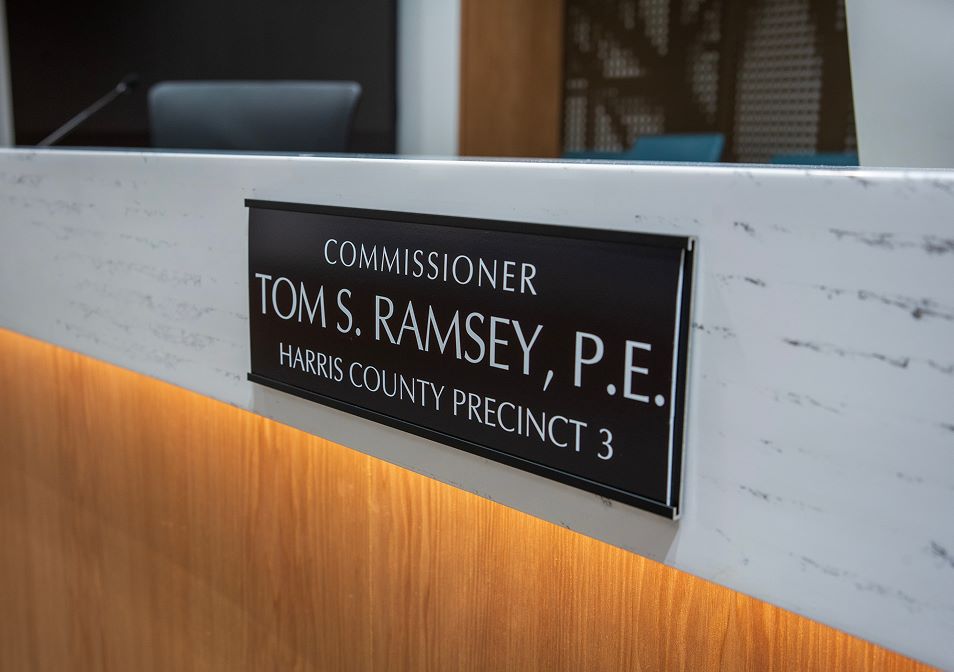 COMMISSIONER
TOM S. RAMSEY, P.E.
HARRIS COUNTY PRECINCT 3